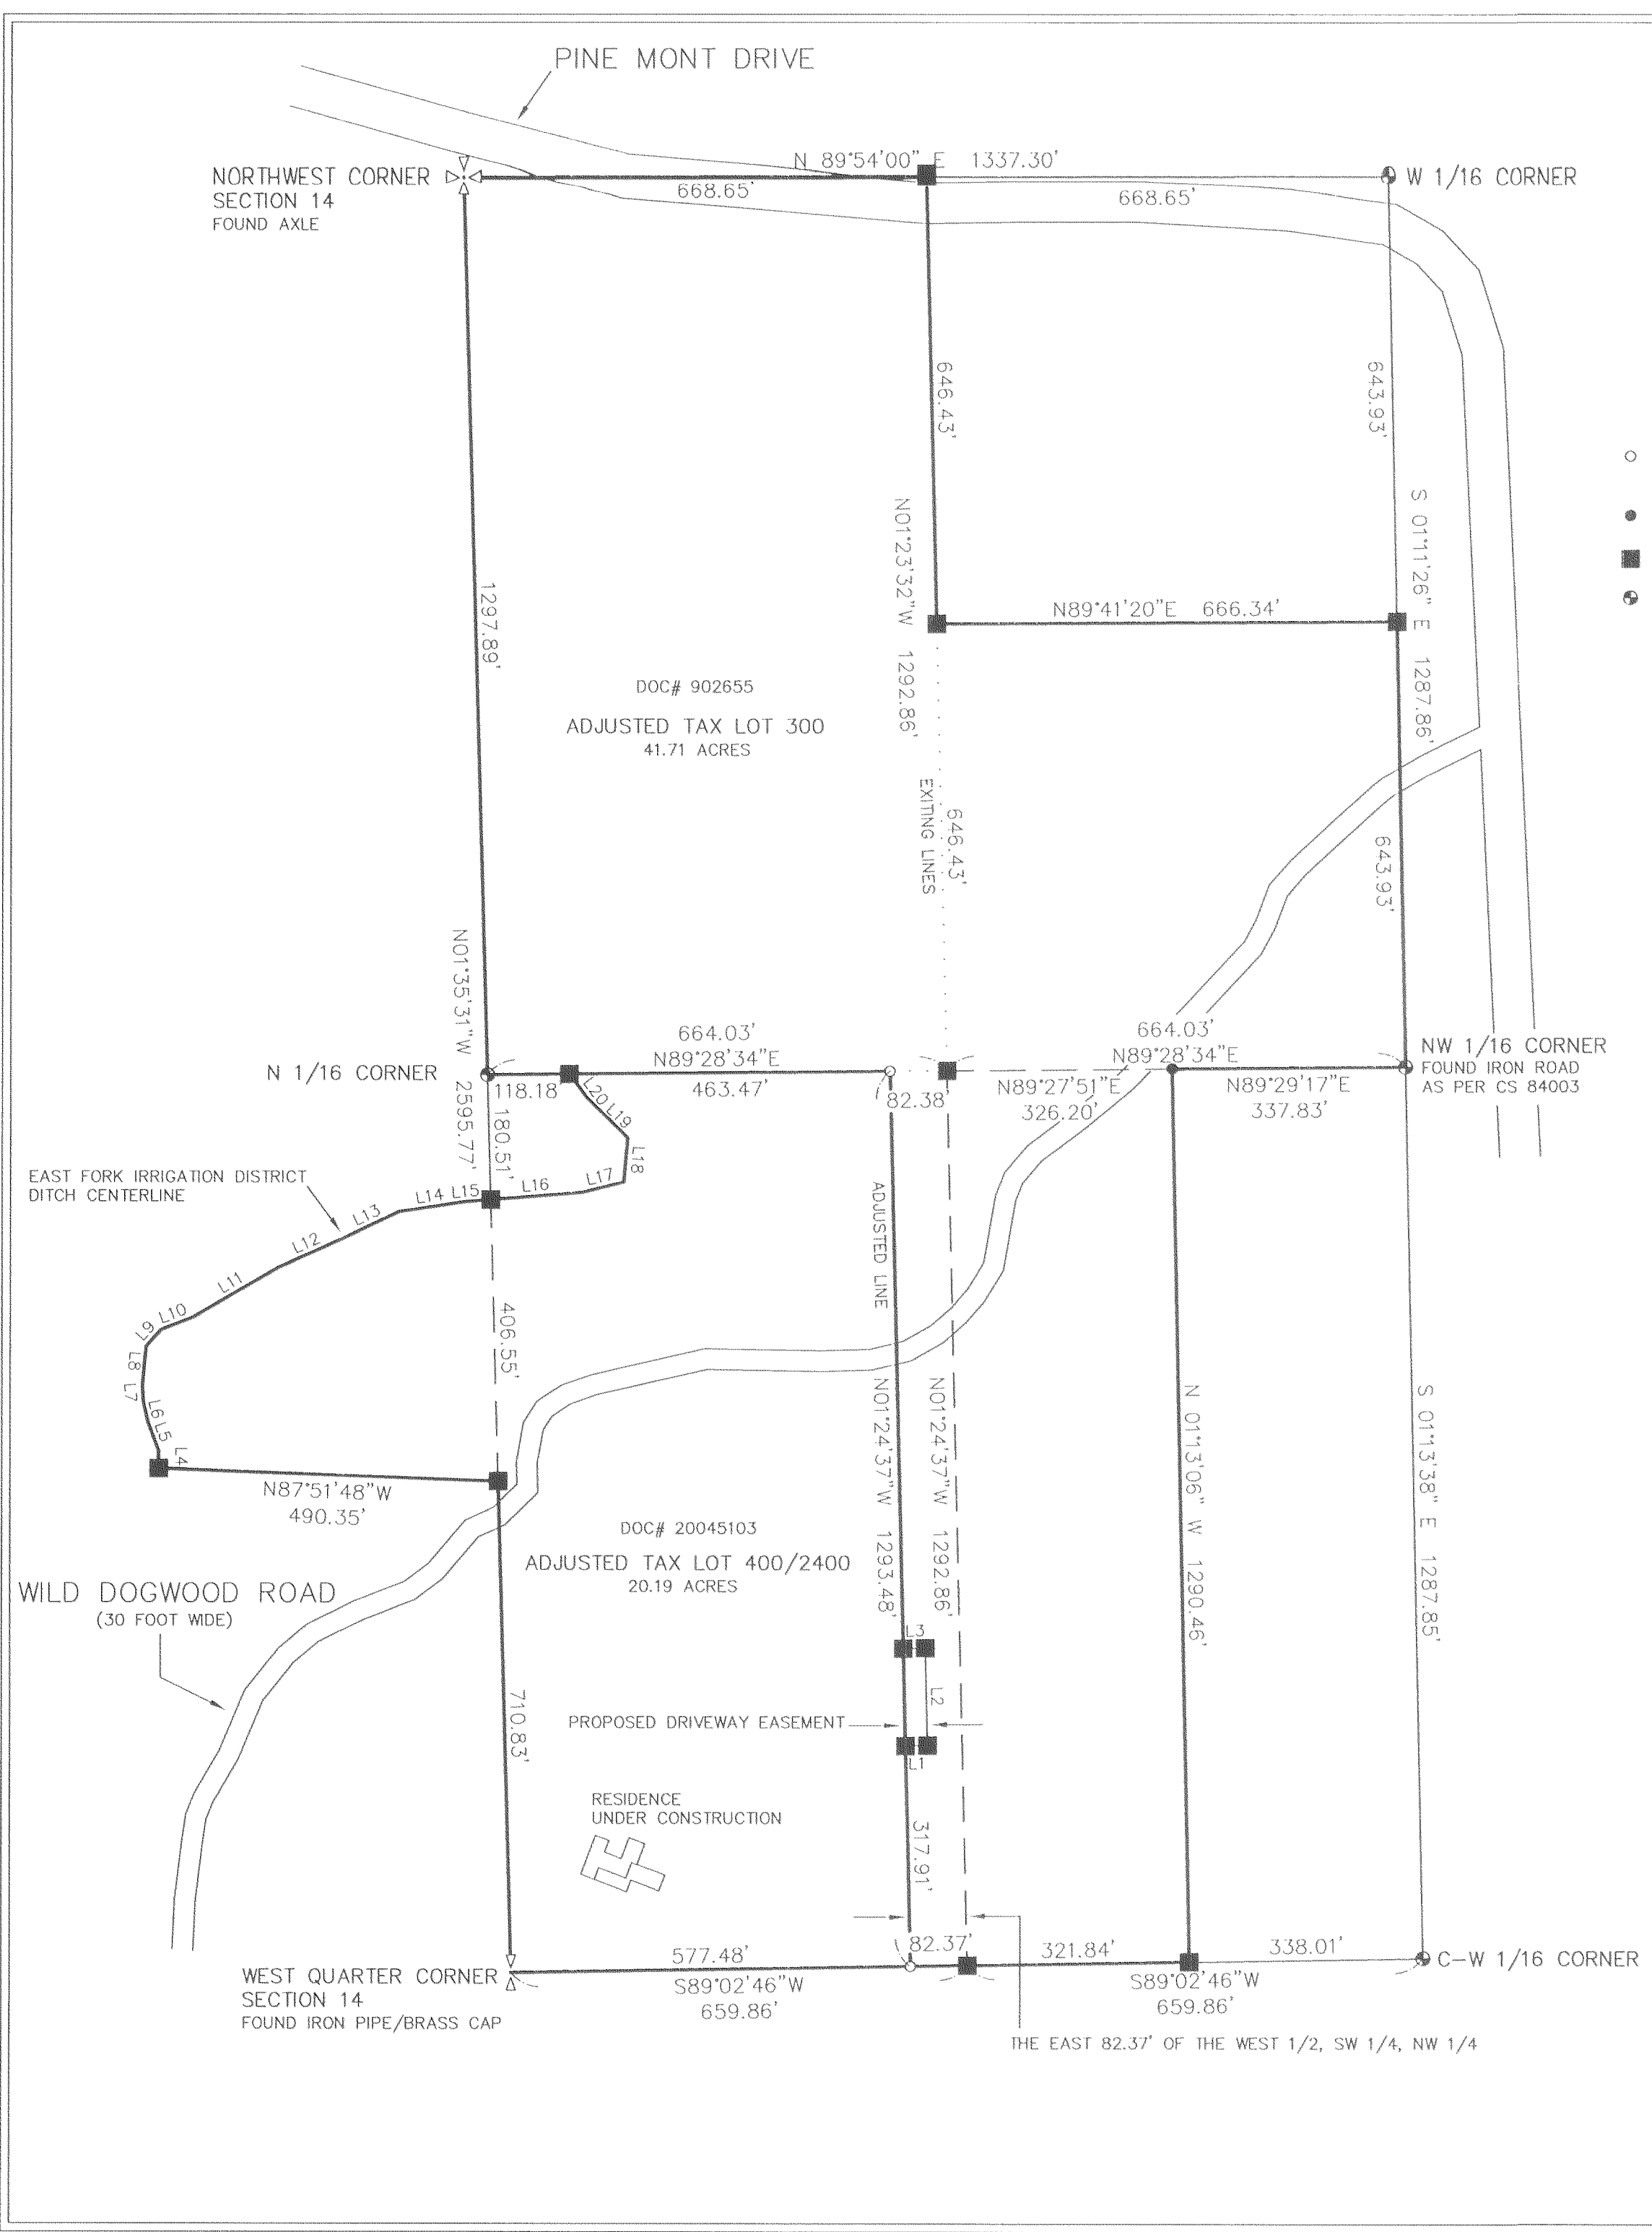 PINE MONT DRIVE
N 89°54'00" E 1337.30'
NORTHWEST CORNER
SECTION 14
FOUND AXLE
668.65'
668.65'
W 1/16 CORNER
646.43'
643.93'
N01°23'32"W 1292.86'
S 01°11'26" E 1287.86'
1297.89'
N89°41'20"E 666.34'
DOC# 902655
ADJUSTED TAX LOT 300
41.71 ACRES
EXITING LINES
646.43'
643.93'
N01°35'31"W 2595.77'
664.03'
N89°28'34"E
664.03'
N89°28'34"E
N 1/16 CORNER
NW 1/16 CORNER
FOUND IRON ROAD
AS PER CS 84003
118.18'
463.47'
82.38'
N89°27'51"E
326.20'
N89°29'17"E
337.83'
L20
L19
L18
L17
L16
180.51'
L15
L14
L13
L12
L11
L10
L9
L8
L7
L6
L5
L4
EAST FORK IRRIGATION DISTRICT
DITCH CENTERLINE
ADJUSTED LINE
406.55'
N01°24'37"W 1293.48'
N01°24'37"W 1292.86'
N 01°13'06" W 1290.46'
S 01°13'38" E 1287.85'
N87°51'48"W
490.35'
DOC# 20045103
ADJUSTED TAX LOT 400/2400
20.19 ACRES
WILD DOGWOOD ROAD
(30 FOOT WIDE)
L3
L2
L1
710.83'
PROPOSED DRIVEWAY EASEMENT
RESIDENCE
UNDER CONSTRUCTION
317.91'
577.48'
82.37'
321.84'
338.01'
WEST QUARTER CORNER
SECTION 14
FOUND IRON PIPE/BRASS CAP
S89°02'46"W
659.86'
S89°02'46"W
659.86'
C-W 1/16 CORNER
THE EAST 82.37' OF THE WEST 1/2, SW 1/4, NW 1/4